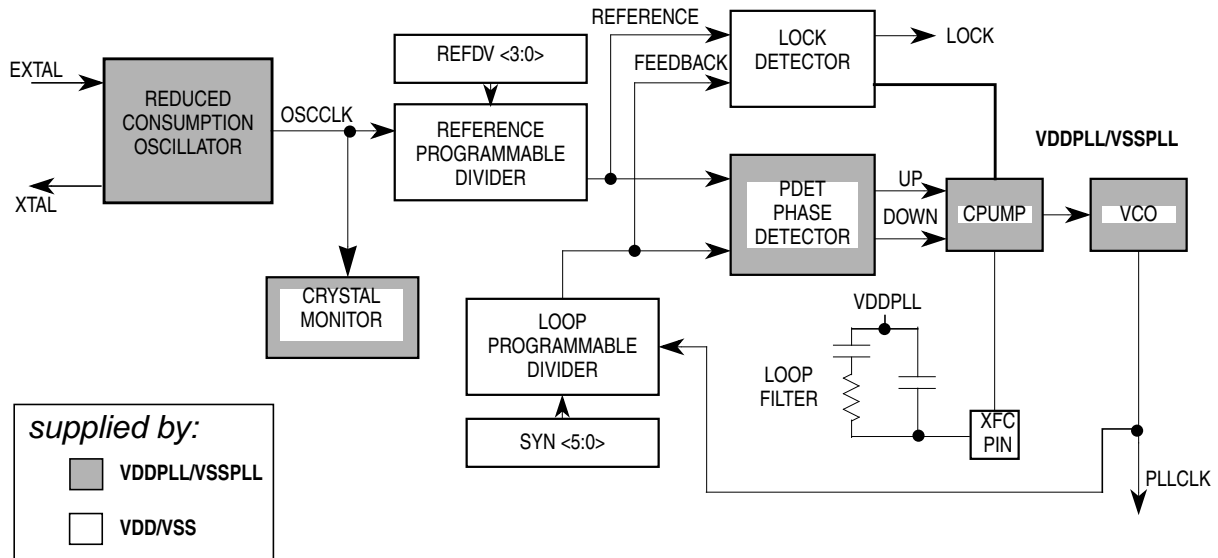 REFERENCE
REFDV <3:0>
LOCK
DETECTOR
LOCK
EXTAL
FEEDBACK
REDUCED
CONSUMPTION
OSCILLATOR
OSCCLK
REFERENCE
PROGRAMMABLE
DIVIDER
VDDPLL/VSSPLL
XTAL
PDET
PHASE
DETECTOR
UP
DOWN
CPUMP
VCO
CRYSTAL
MONITOR
LOOP
PROGRAMMABLE
DIVIDER
VDDPLL
LOOP
FILTER
XFC
PIN
SYN <5:0>
PLLCLK
supplied by:
VDDPLL/VSSPLL
VDD/VSS